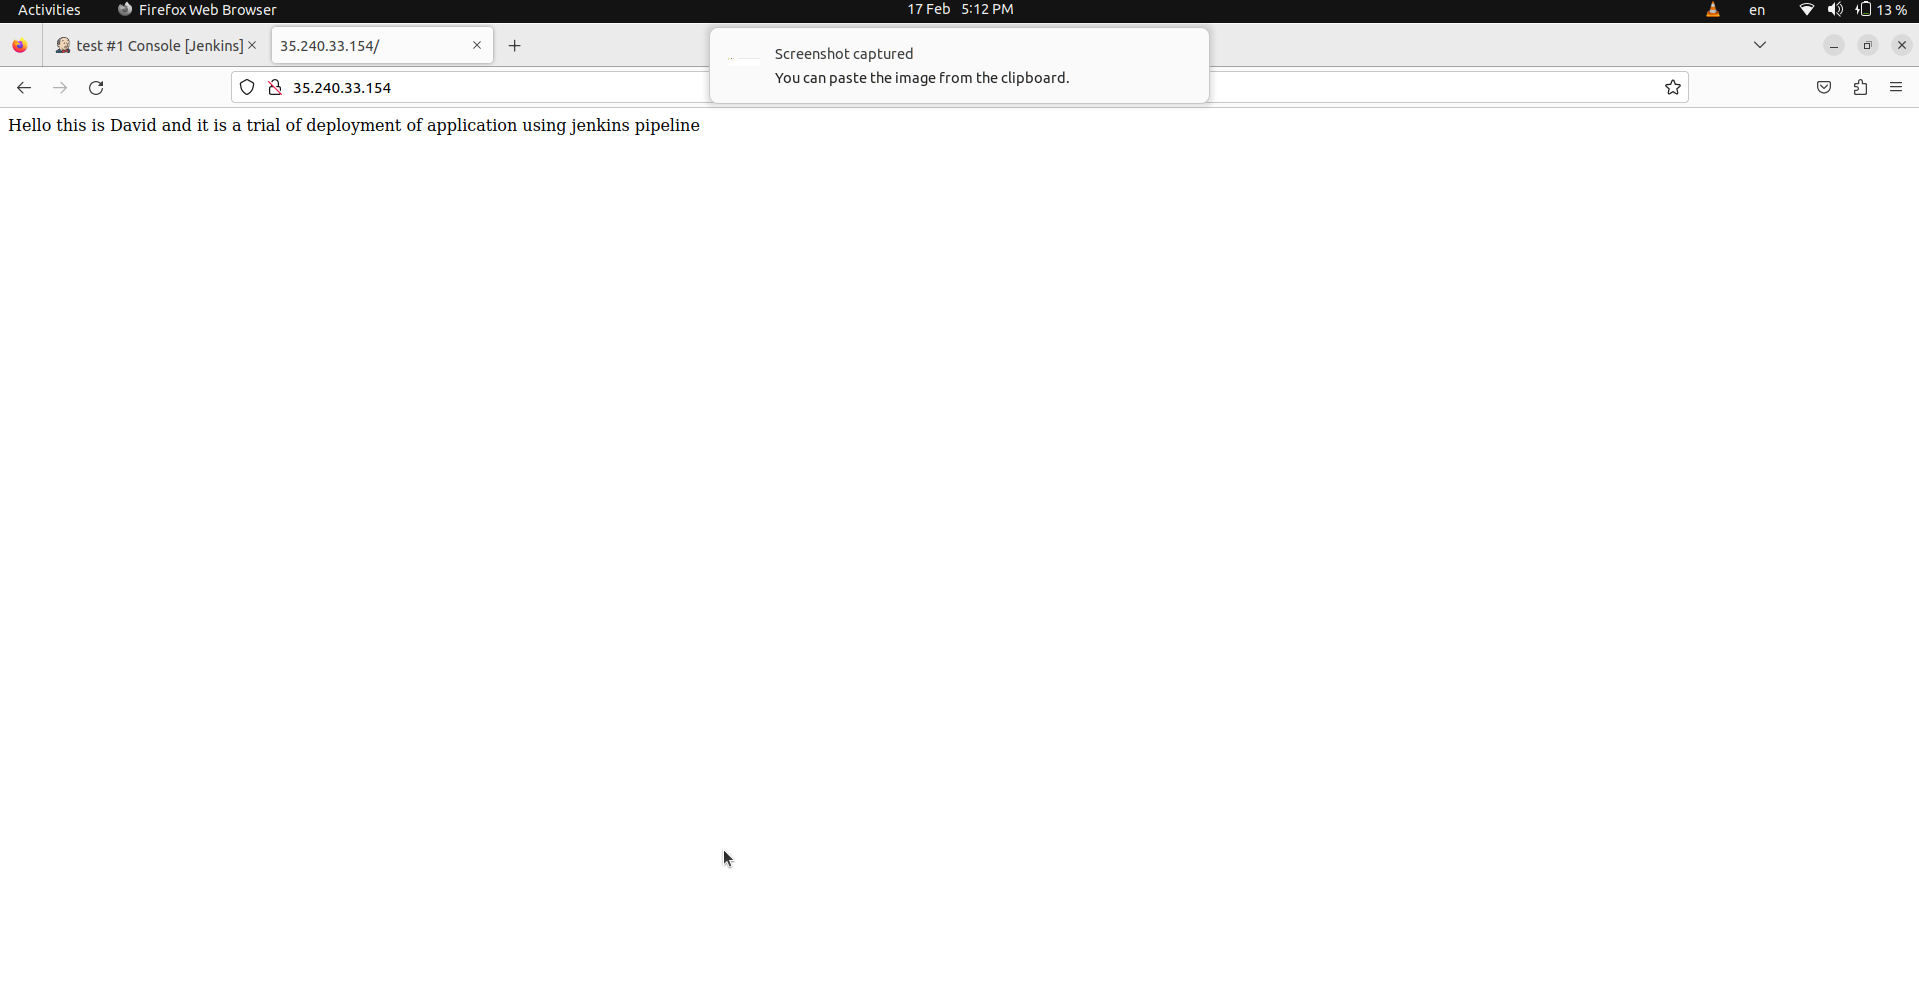 Activities
Firefox Web Browser
17 Feb 5:12 PM
en
13 %
test #1 Console [Jenkins]
35.240.33.154/
Screenshot captured
You can paste the image from the clipboard.
35.240.33.154
Hello this is David and it is a trial of deployment of application using jenkins pipeline